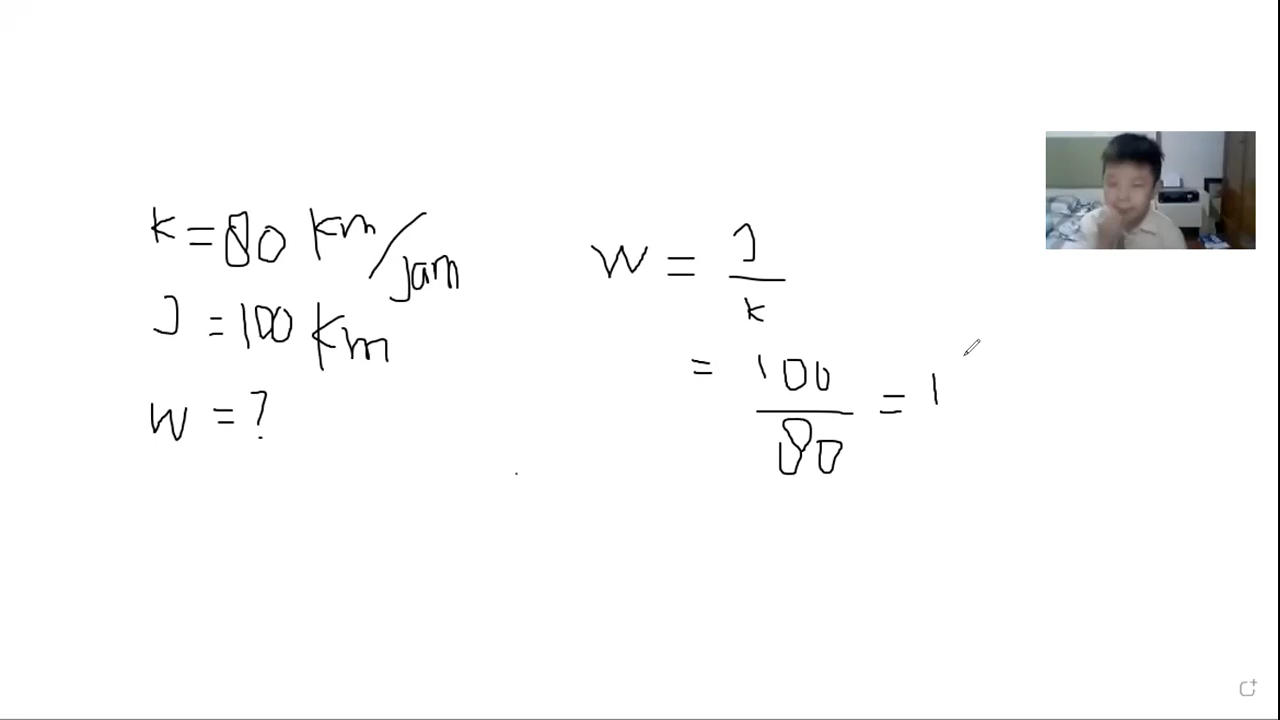 K = 80 km/jam
J = 100 km
W = ?
W = J/K
= 100/80 = 1